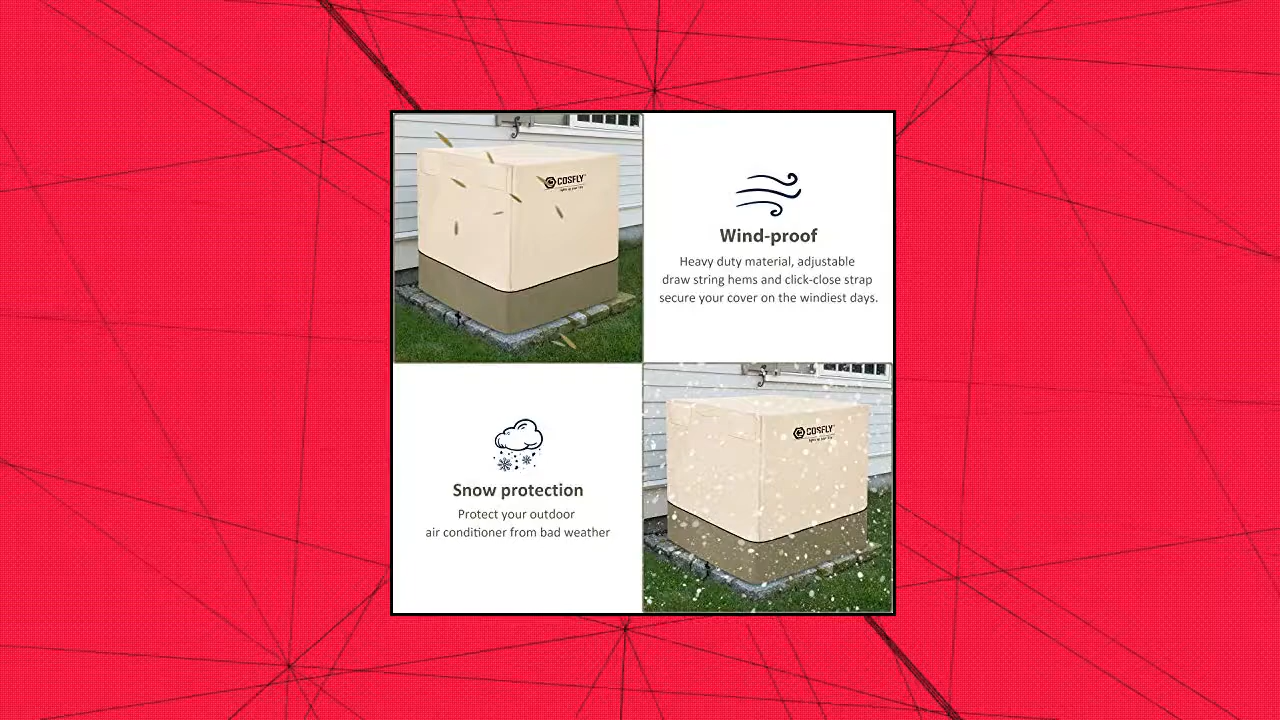 COSFLY
Wind-proof
Heavy duty material, adjustable
draw string hems and click-close strap
secure your cover on the windiest days.
Snow protection
Protect your outdoor
air conditioner from bad weather
COSFLY